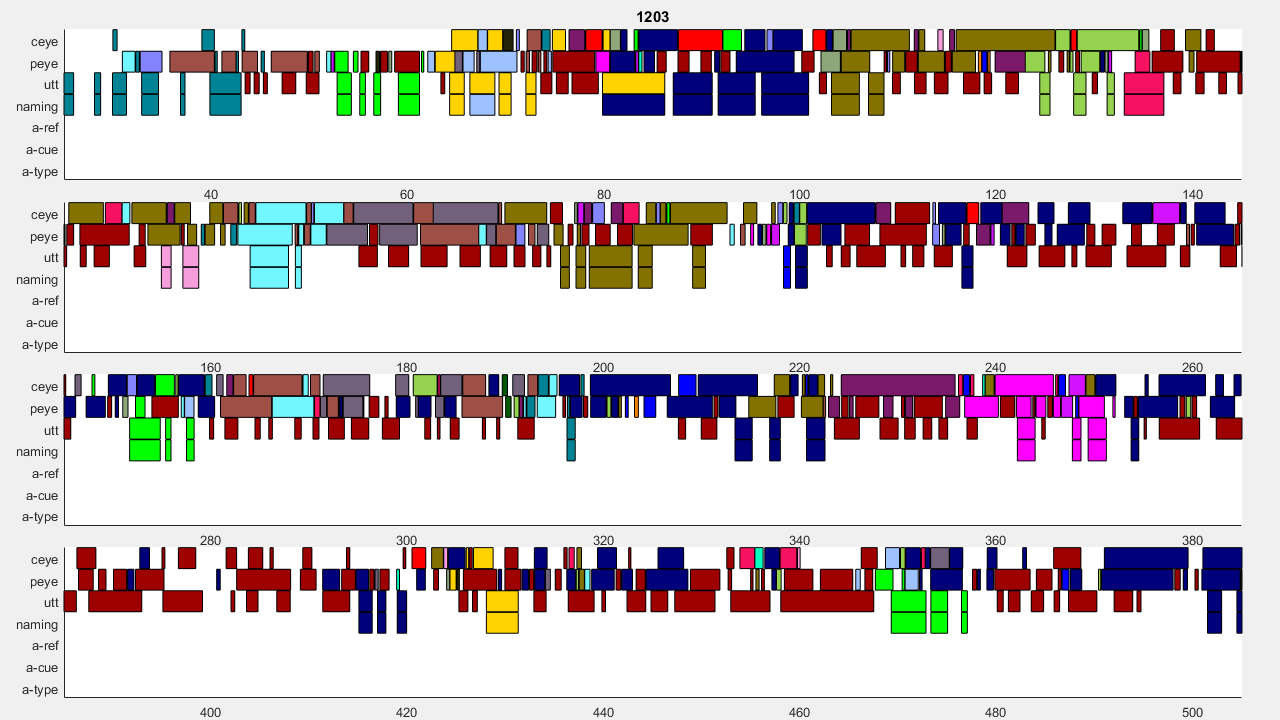 1203
ceye
peye
utt
naming
a-ref
a-cue
a-type
40 60 80 100 120 140
ceye
peye
utt
naming
a-ref
a-cue
a-type
160 180 200 220 240 260
ceye
peye
utt
naming
a-ref
a-cue
a-type
280 300 320 340 360 380
ceye
peye
utt
naming
a-ref
a-cue
a-type
400 420 440 460 480 500